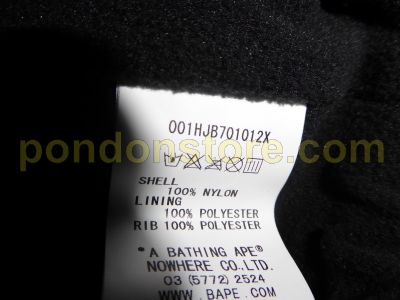 001HJB701012X
pondonstore.com
SHELL
100% NYLON
LINING
100% POLYESTER
RIB 100% POLYESTER
"A BATHING APE®
NOWHERE CO.LTD.
03 (5772) 2524
www.BAPE.COM